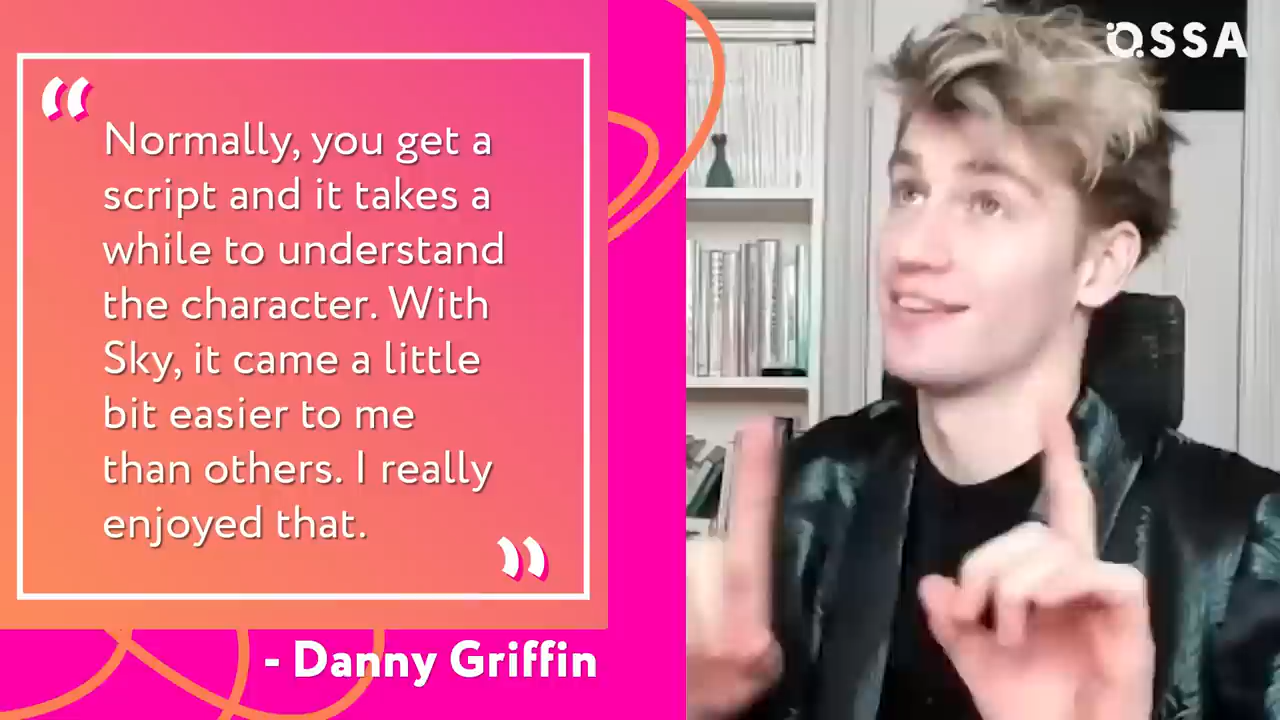 “
Normally, you get a
script and it takes a
while to understand
the character. With
Sky, it came a little
bit easier to me
than others. I really
enjoyed that.
”
- Danny Griffin
OSSA